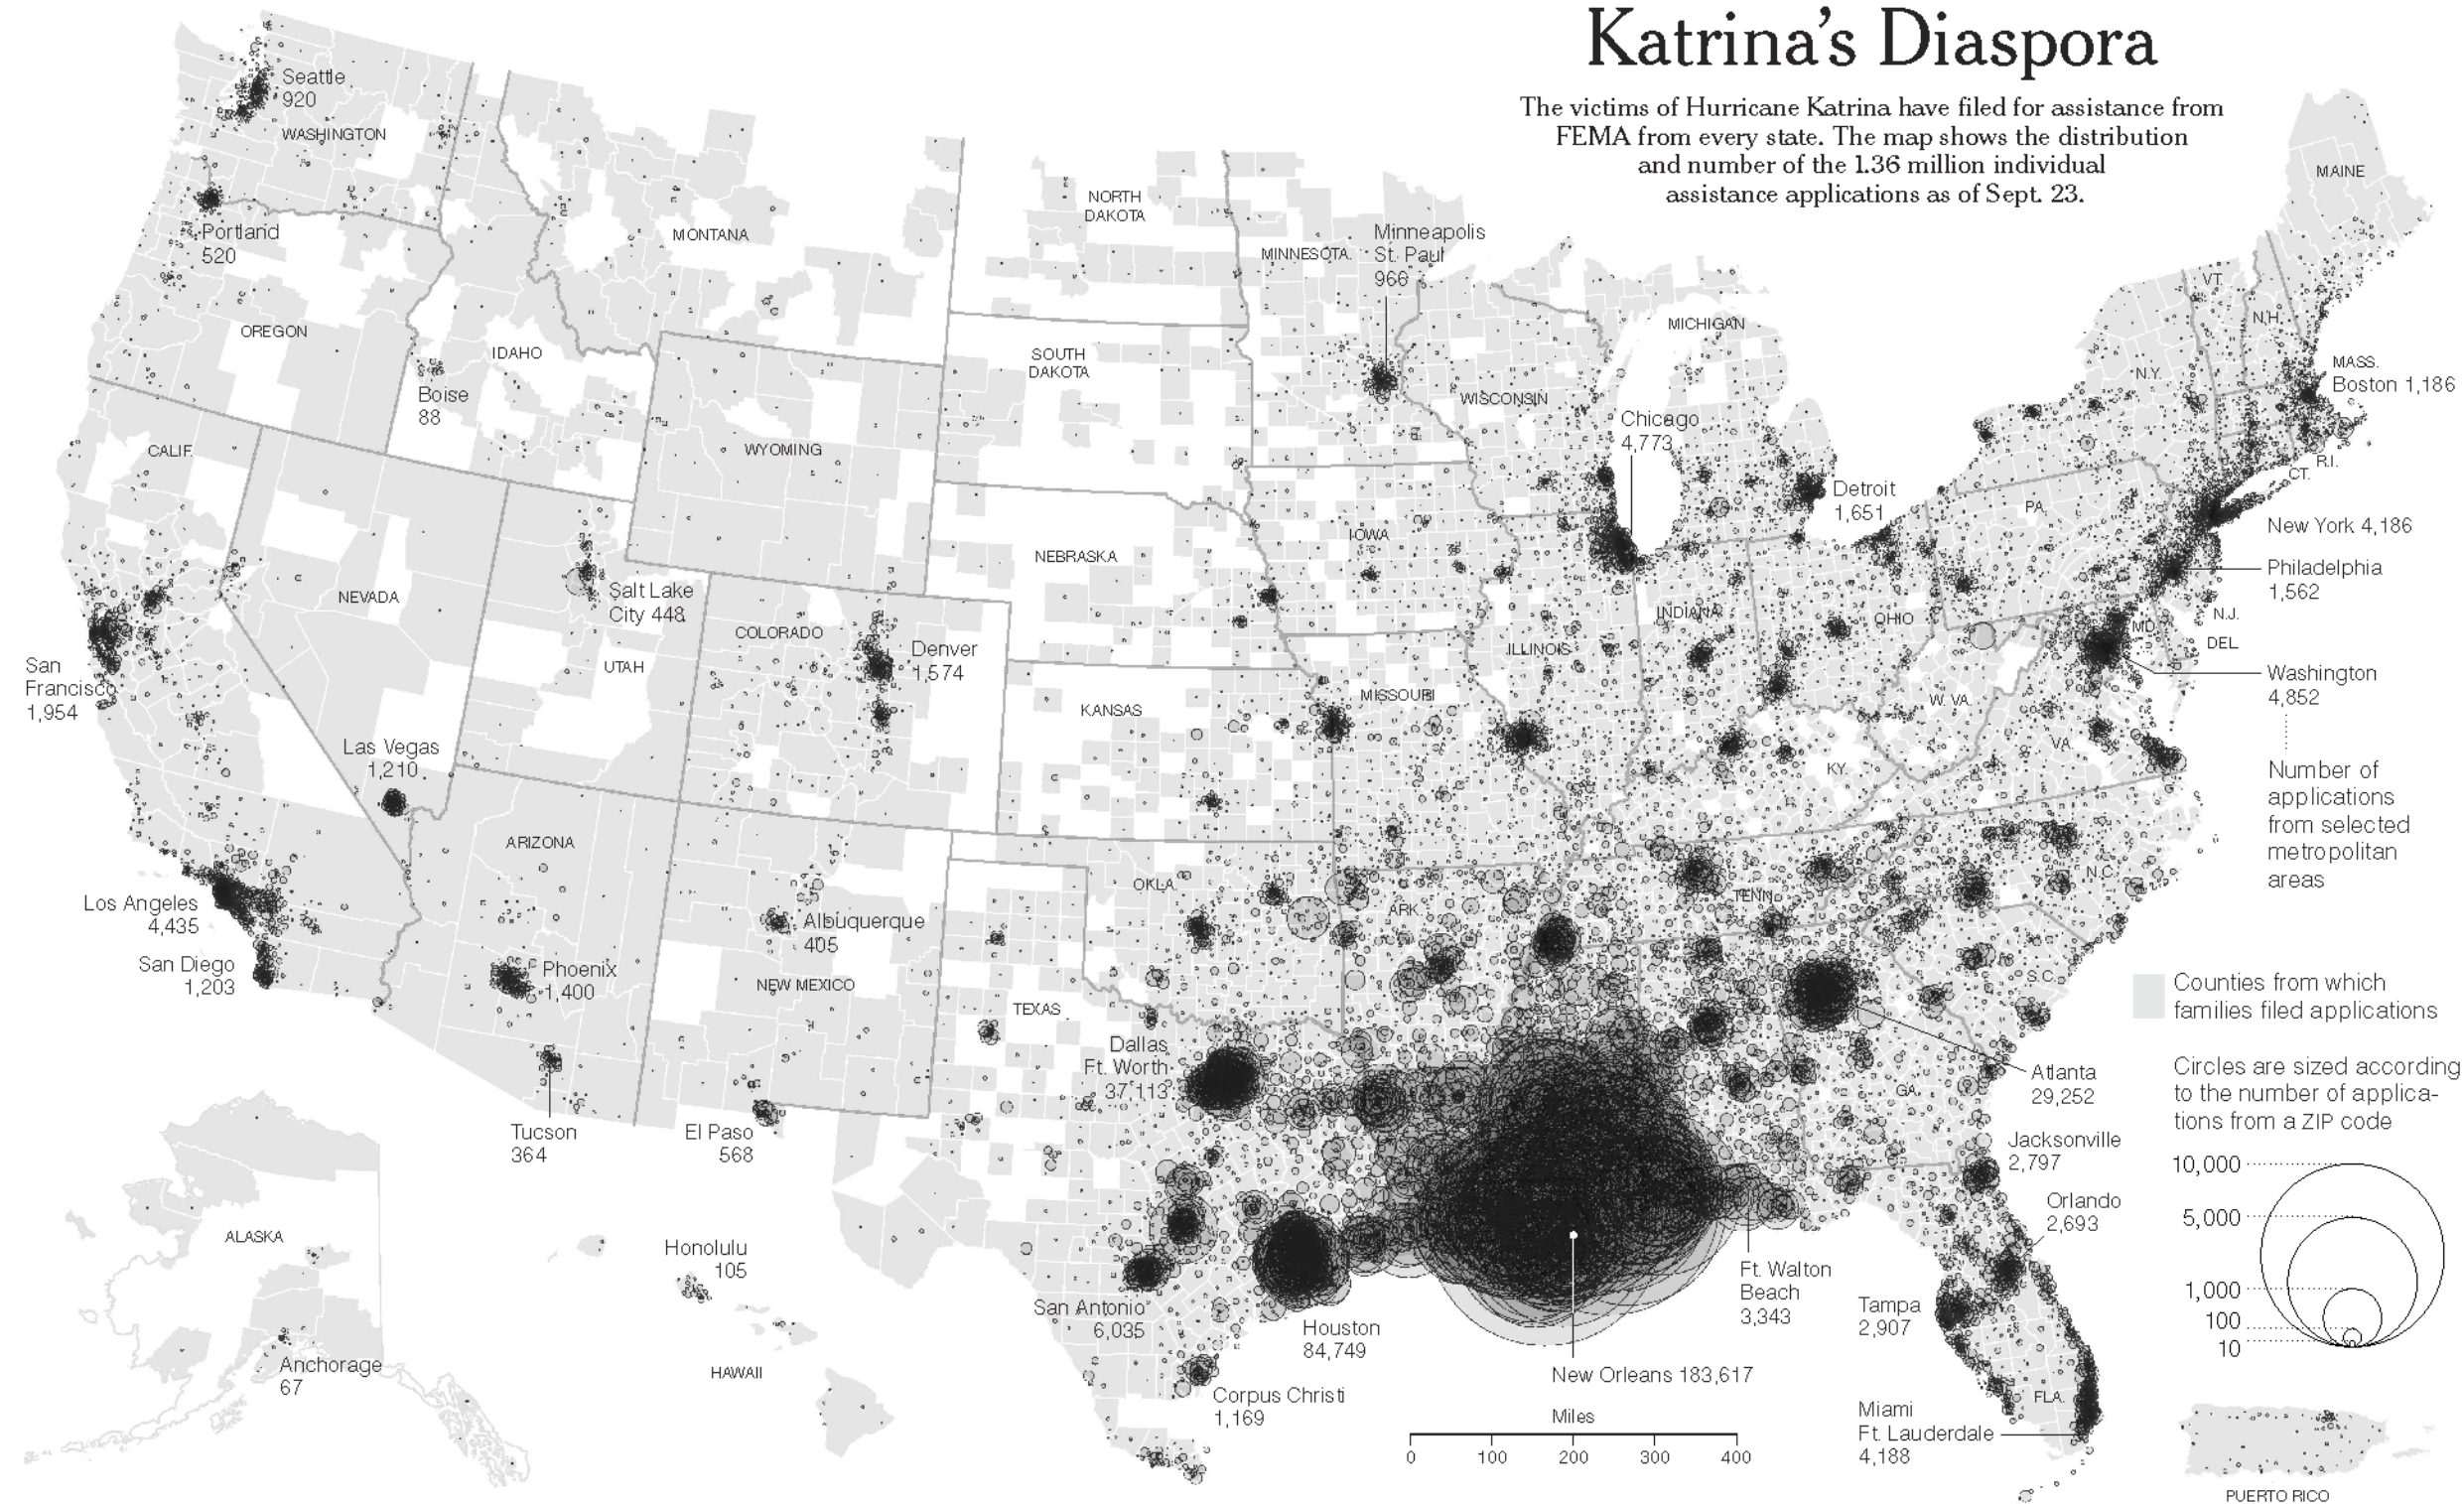 Katrina's Diaspora
The victims of Hurricane Katrina have filed for assistance from
FEMA from every state. The map shows the distribution
and number of the 1.36 million individual
assistance applications as of Sept. 23.
Seattle
920
WASHINGTON
Portland
520
OREGON
MONTANA
IDAHO
Boise
88
NORTH
DAKOTA
SOUTH
DAKOTA
MINNESOTA
Minneapolis
St. Paul
966
WISCONSIN
MICHIGAN
Chicago
4,773
Detroit
1,651
MAINE
VT.
N.H.
N.Y.
MASS.
Boston 1,186
R.I.
CT.
PA.
New York 4,186
Philadelphia
1,562
N.J.
MD.
DEL.
Washington
4,852
Number of
applications
from selected
metropolitan
areas
CALIF.
NEVADA
WYOMING
NEBRASKA
IOWA
Salt Lake
City 448
UTAH
COLORADO
Denver
1,574
KANSAS
MISSOURI
ILLINOIS
INDIANA
OHIO
W. VA.
VA.
KY.
San
Francisco
1,954
Las Vegas
1,210
ARIZONA
Los Angeles
4,435
San Diego
1,203
Phoenix
1,400
Albuquerque
405
NEW MEXICO
Tucson
364
El Paso
568
OKLA.
ARK.
TENN.
N.C.
S.C.
GA.
TEXAS
Dallas
Ft. Worth
37,113
Counties from which
families filed applications
Circles are sized according
to the number of applica-
tions from a ZIP code
10,000
5,000
1,000
100
10
Atlanta
29,252
Jacksonville
2,797
Orlando
2,693
Ft. Walton
Beach
3,343
Tampa
2,907
FLA.
Miami
Ft. Lauderdale
4,188
San Antonio
6,035
Houston
84,749
New Orleans 183,617
Corpus Christi
1,169
Miles
0 100 200 300 400
ALASKA
Anchorage
67
Honolulu
105
HAWAII
PUERTO RICO